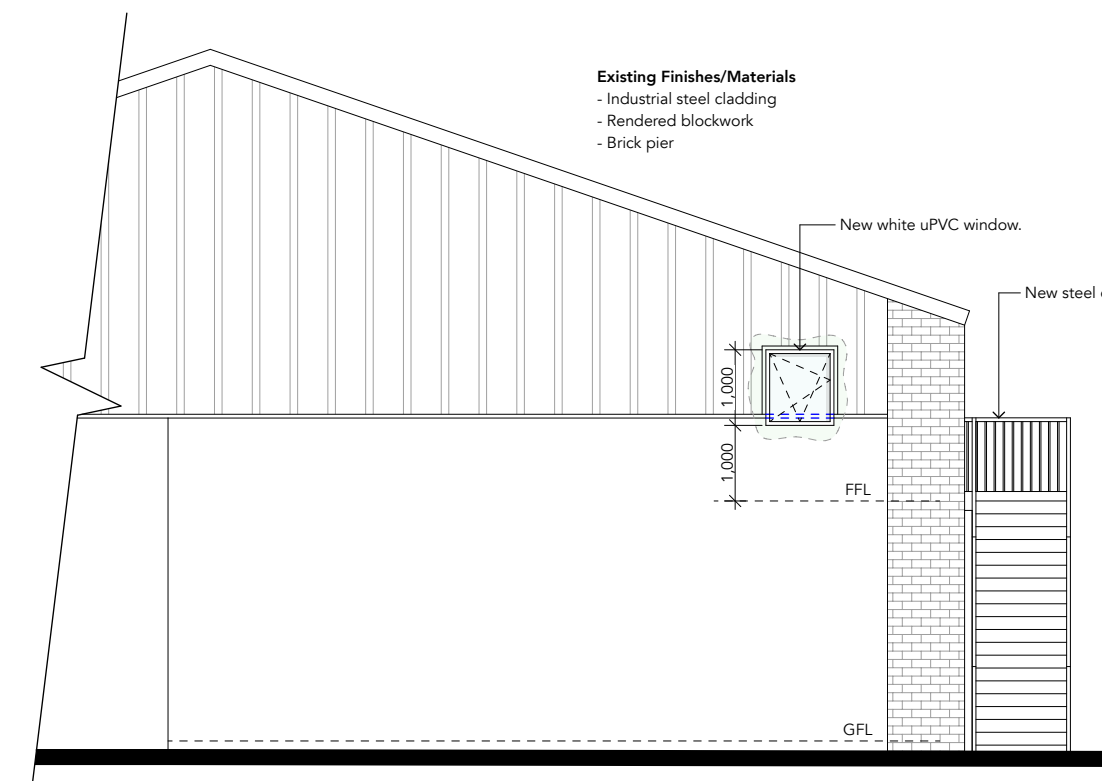 Existing Finishes/Materials
- Industrial steel cladding
- Rendered blockwork
- Brick pier
New white uPVC window.
New steel
1,000
1,000
FFL
GFL